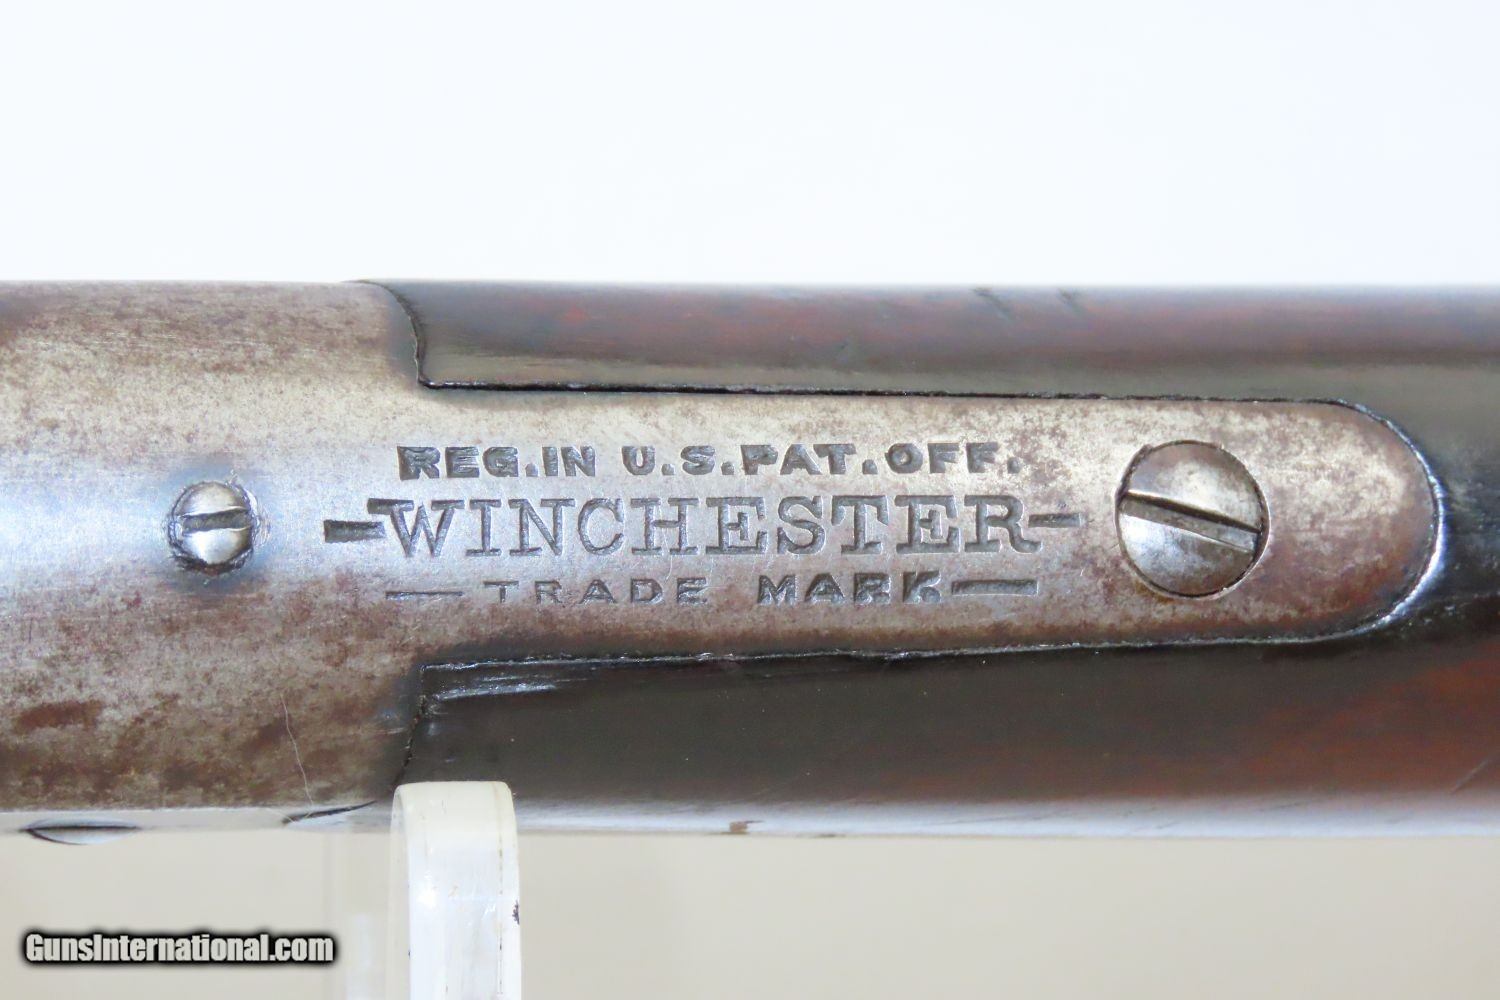 REG.IN U.S.PAT.OFF.
-WINCHESTER-
-TRADE MARK-
GunsInternational.com